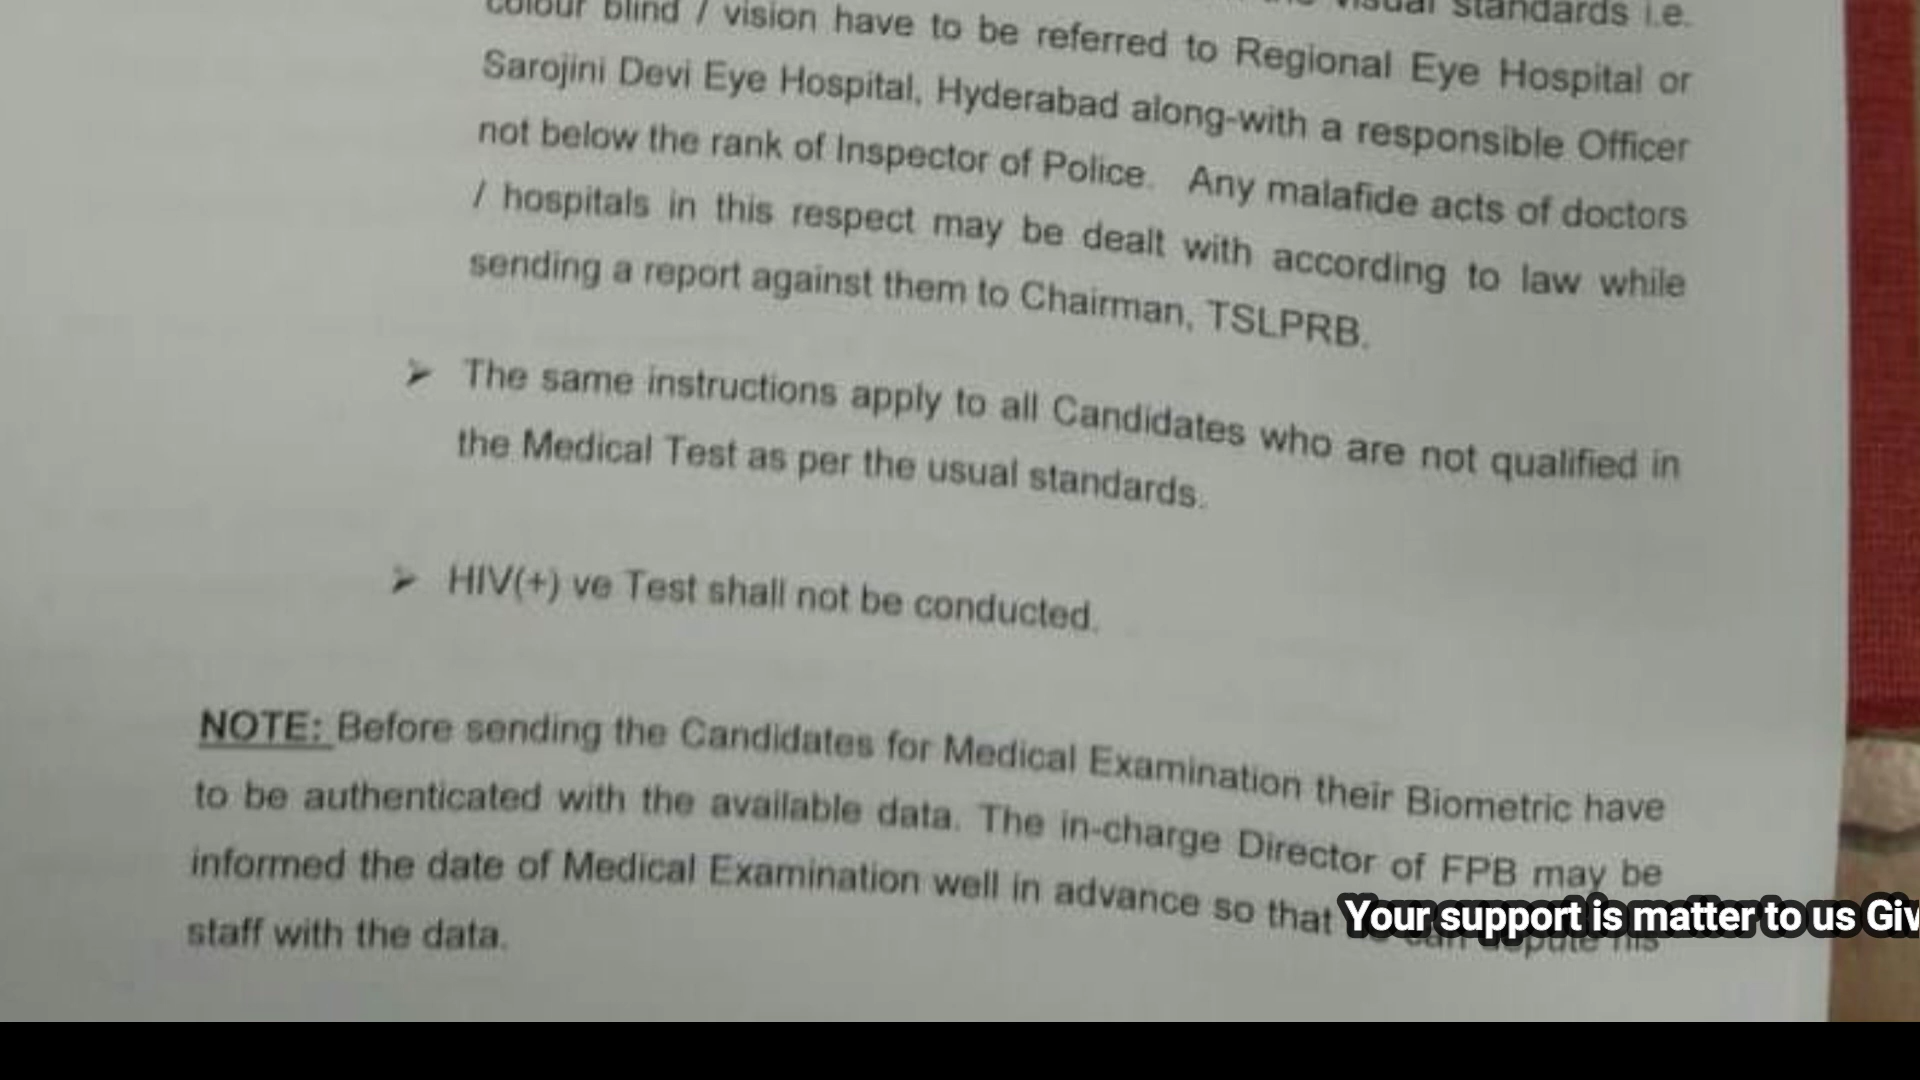 visual standards i.e.
colour blind / vision have to be referred to Regional Eye Hospital or
Sarojini Devi Eye Hospital, Hyderabad along-with a responsible Officer
not below the rank of Inspector of Police. Any malafide acts of doctors
/ hospitals in this respect may be dealt with according to law while
sending a report against them to Chairman, TSLPRB.
➤ The same instructions apply to all Candidates who are not qualified in
the Medical Test as per the usual standards.
➤ HIV(+) ve Test shall not be conducted.
NOTE: Before sending the Candidates for Medical Examination their Biometric have
to be authenticated with the available data. The in-charge Director of FPB may be
informed the date of Medical Examination well in advance so that can depute his
staff with the data.
Your support is matter to us Giv